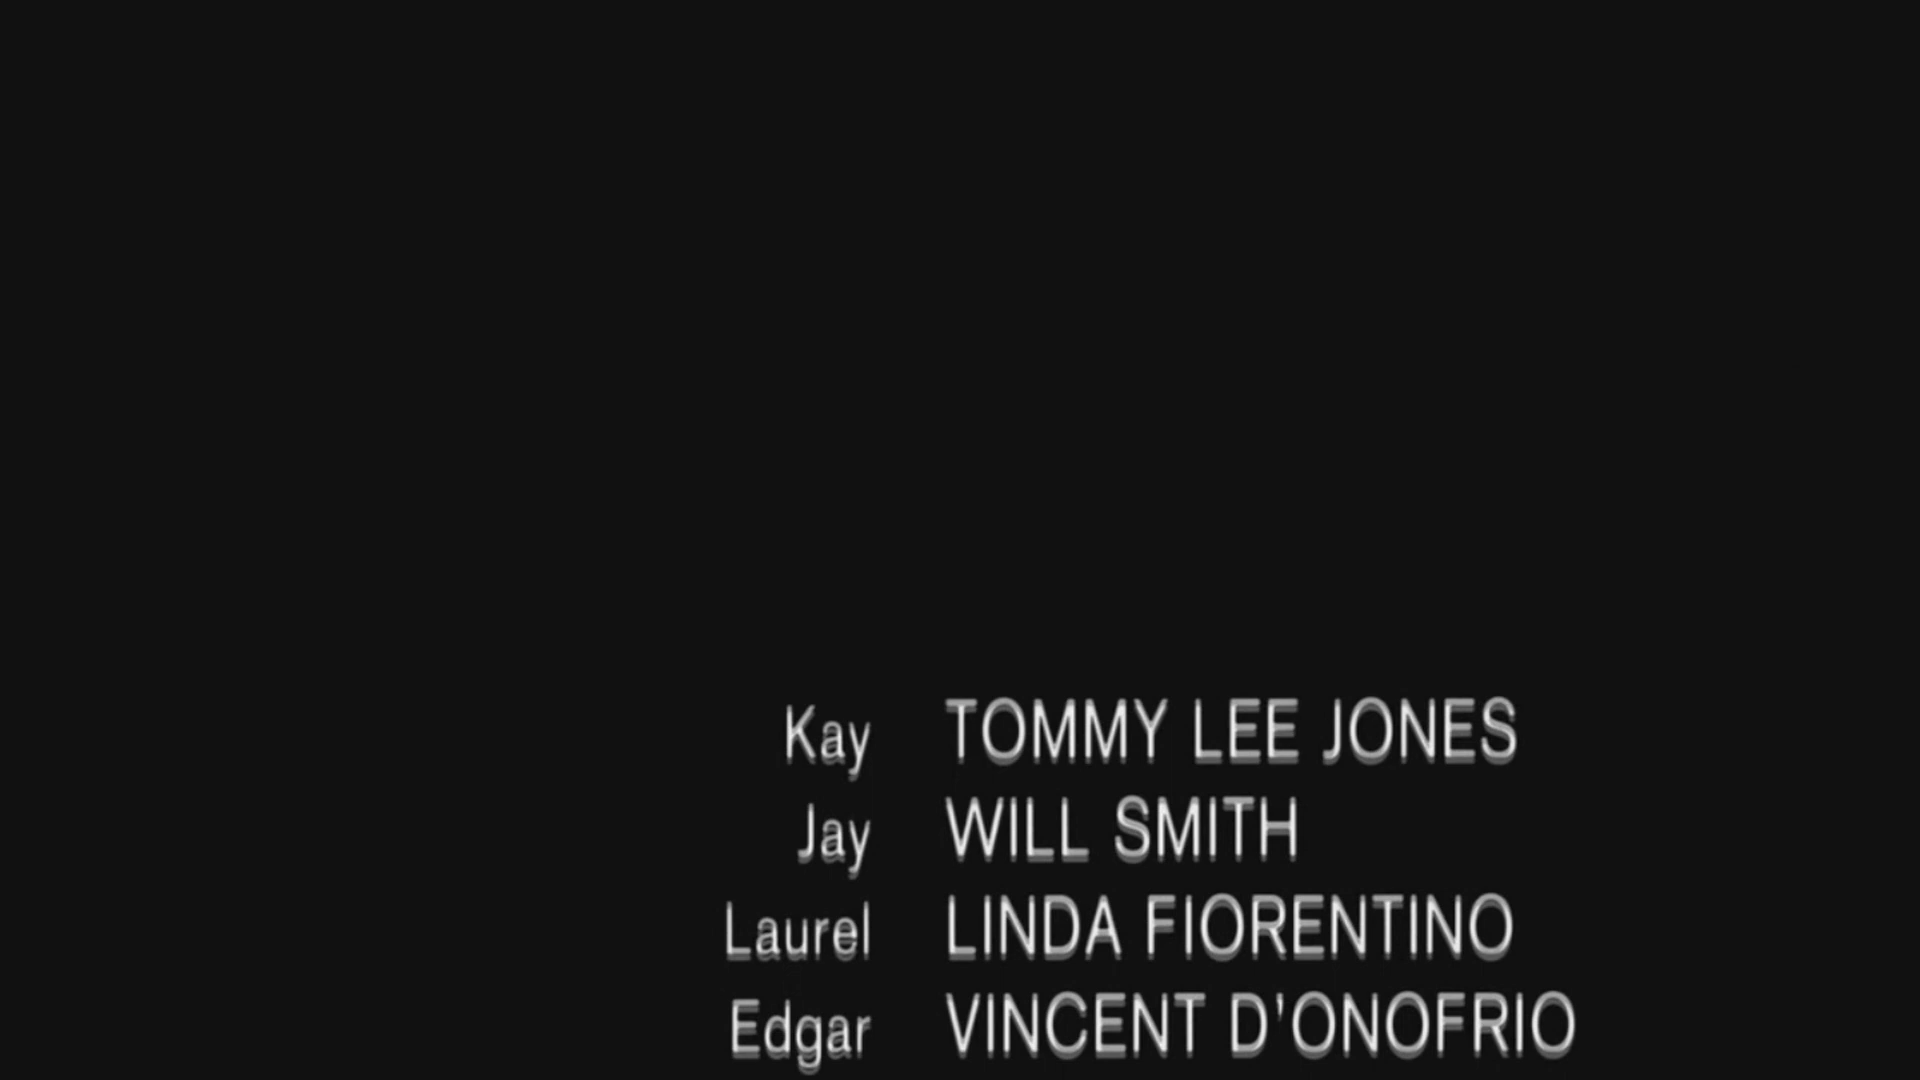 Kay TOMMY LEE JONES
Jay WILL SMITH
Laurel LINDA FIORENTINO
Edgar VINCENT D'ONOFRIO